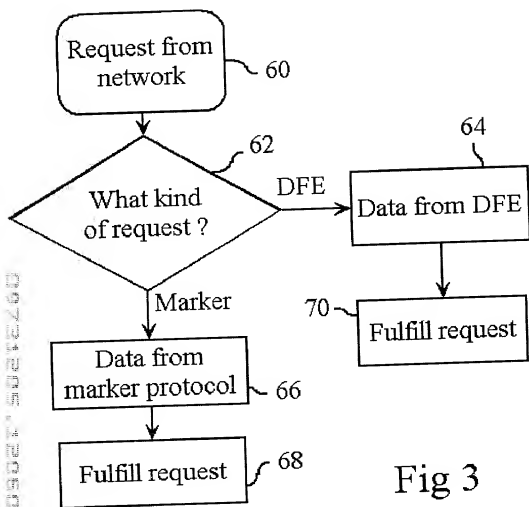 Request from
network
60
62
What kind
of request ?
DFE
64
Data from DFE
Marker
70
Fulfill request
Data from
marker protocol
66
Fulfill request
68
Fig 3